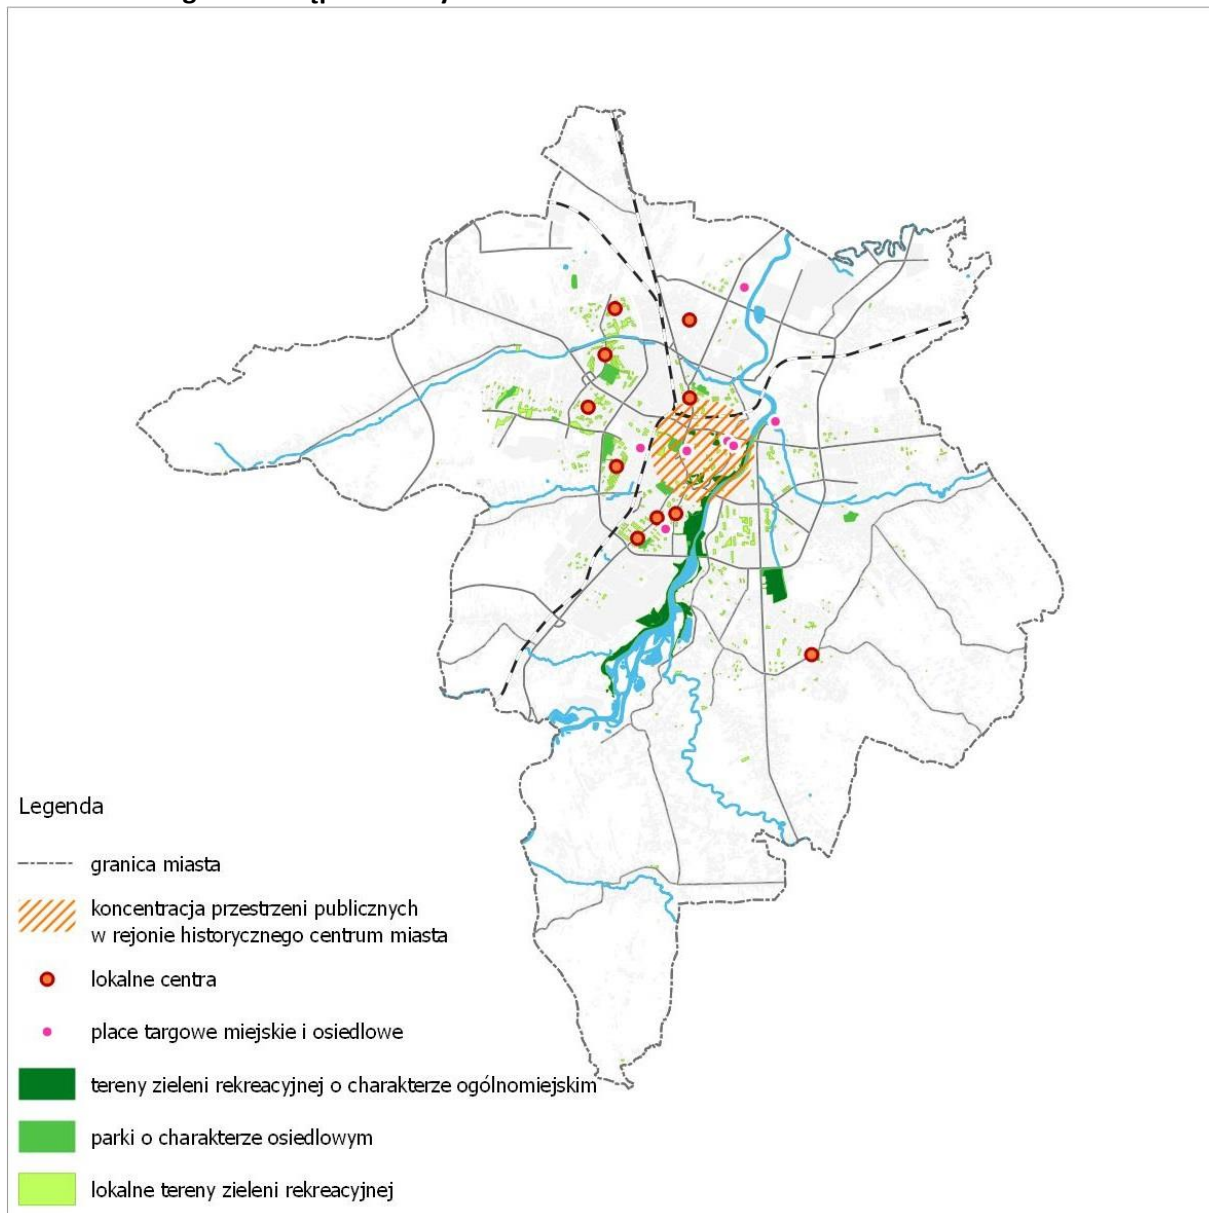 Legenda
granica miasta
koncentracja przestrzeni publicznych
w rejonie historycznego centrum miasta
lokalne centra
place targowe miejskie i osiedlowe
tereny zieleni rekreacyjnej o charakterze ogólnomiejskim
parki o charakterze osiedlowym
lokalne tereny zieleni rekreacyjnej